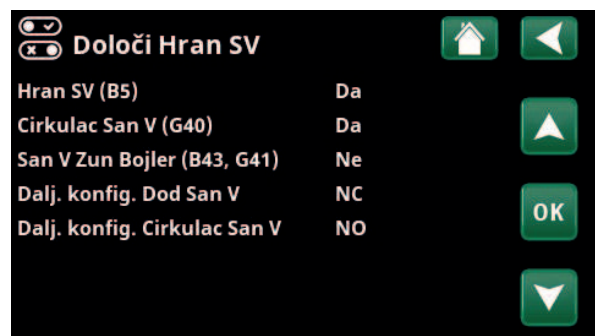 Določi Hran SV
Hran SV (B5) Da
Cirkulac San V (G40) Da
San V Zun Bojler (B43, G41) Ne
Dalj. konfig. Dod San V NC
Dalj. konfig. Cirkulac San V NO
OK